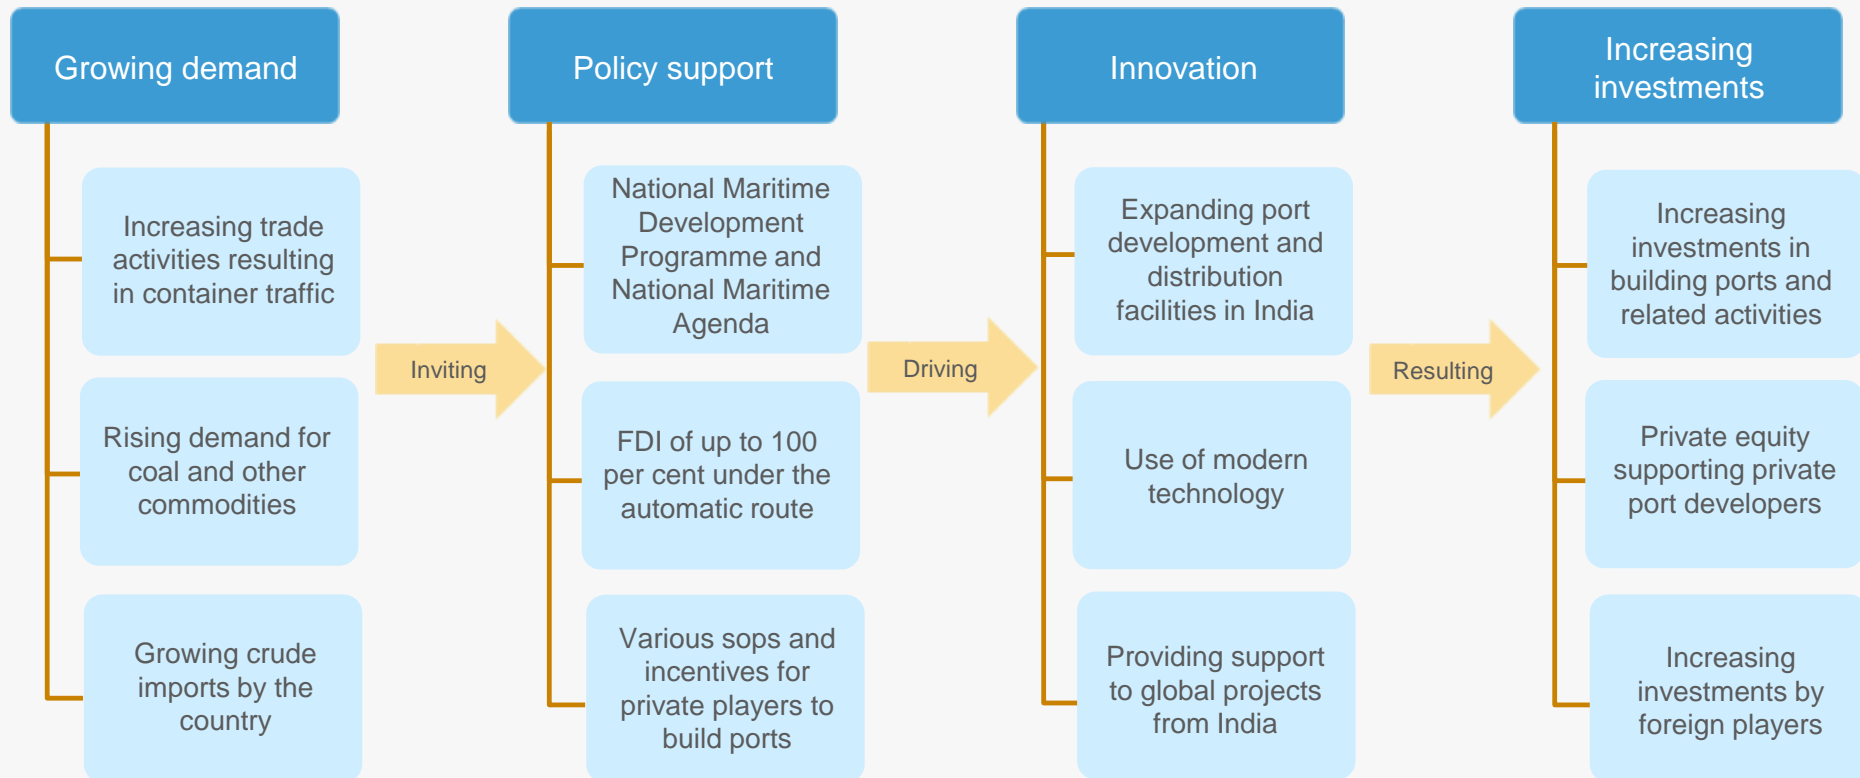 Growing demand
Increasing trade
activities resulting
in container traffic
Rising demand for
coal and other
commodities
Growing crude
imports by the
country
Inviting
Policy support
National Maritime
Development
Programme and
National Maritime
Agenda
FDI of up to 100
per cent under the
automatic route
Various sops and
incentives for
private players to
build ports
Driving
Innovation
Expanding port
development and
distribution
facilities in India
Use of modern
technology
Providing support
to global projects
from India
Resulting
Increasing
investments
Increasing
investments in
building ports and
related activities
Private equity
supporting private
port developers
Increasing
investments by
foreign players